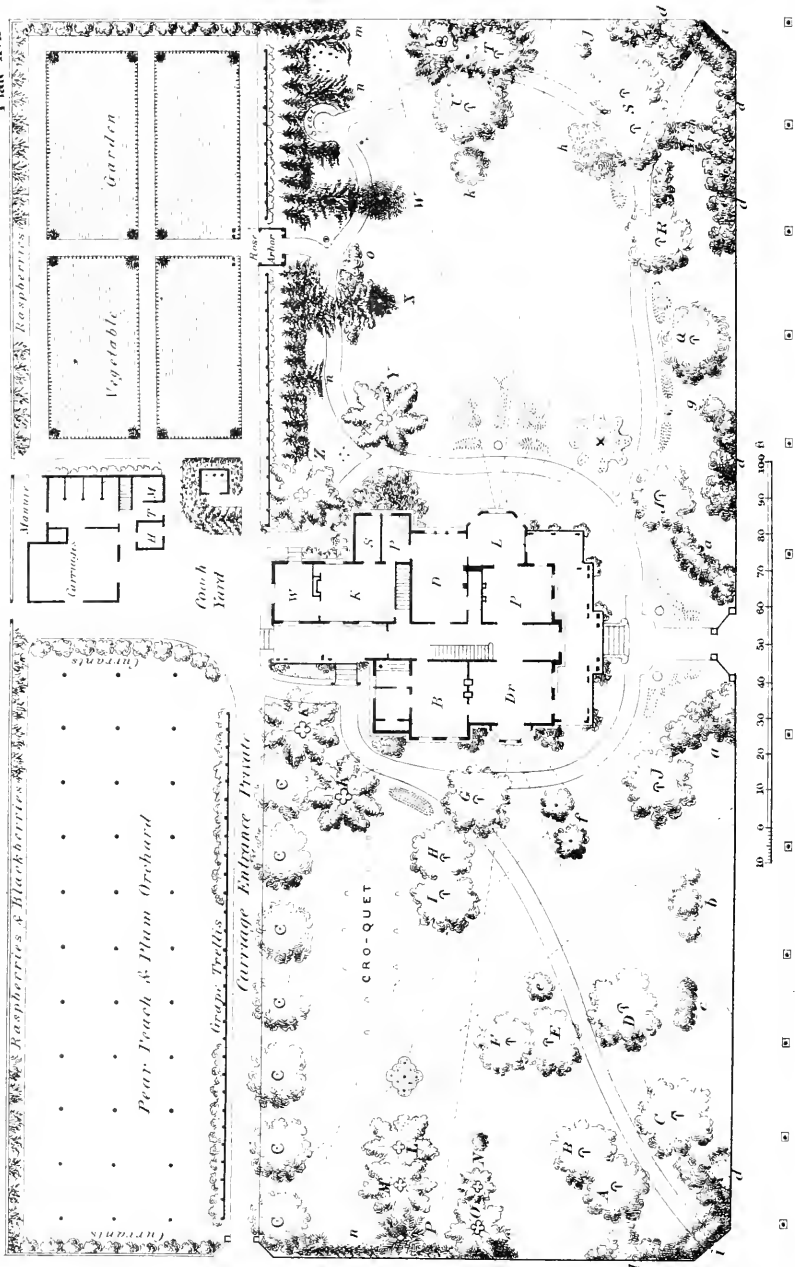 Raspberries
Garden
Vegetable
Rose
Arbor
Manure
Carriages
H T M
Coach
Yard
Currants
Raspberries & Blackberries
Pear Peach & Plum Orchard
Grape Trellis
Carriage Entrance Private
Currants
CRO-QUET
W
K
S
P
D
L
P
B
Dr
Arch
m
n
T
U
k
h
J
S
d
i
d
R
d
W
o
X
n
Y
Z
Q
g
d
a
K
K
C
C
C
C
C
C
C
G
H
I
f
J
a
b
e
F
E
D
c
B
A
C
d
i
L
M
N
O
P
n
10 0 10 20 30 40 50 60 70 80 90 100 ft